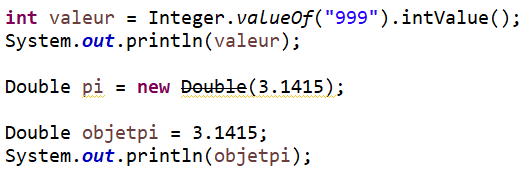 int valeur = Integer.valueOf("999").intValue();
System.out.println(valeur);
Double pi = new Double(3.1415);
Double objetpi = 3.1415;
System.out.println(objetpi);